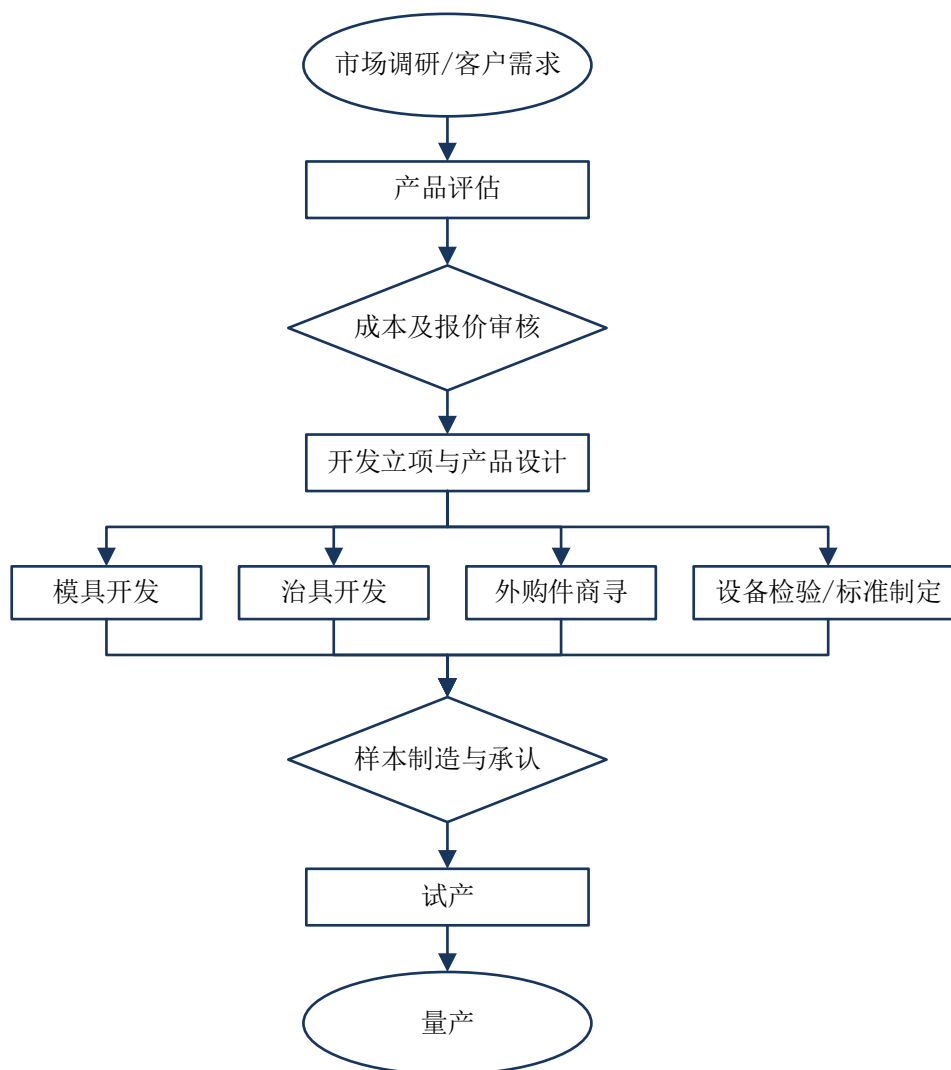 市场调研/客户需求
产品评估
成本及报价审核
开发立项与产品设计
模具开发
治具开发
外购件商寻
设备检验/标准制定
样本制造与承认
试产
量产